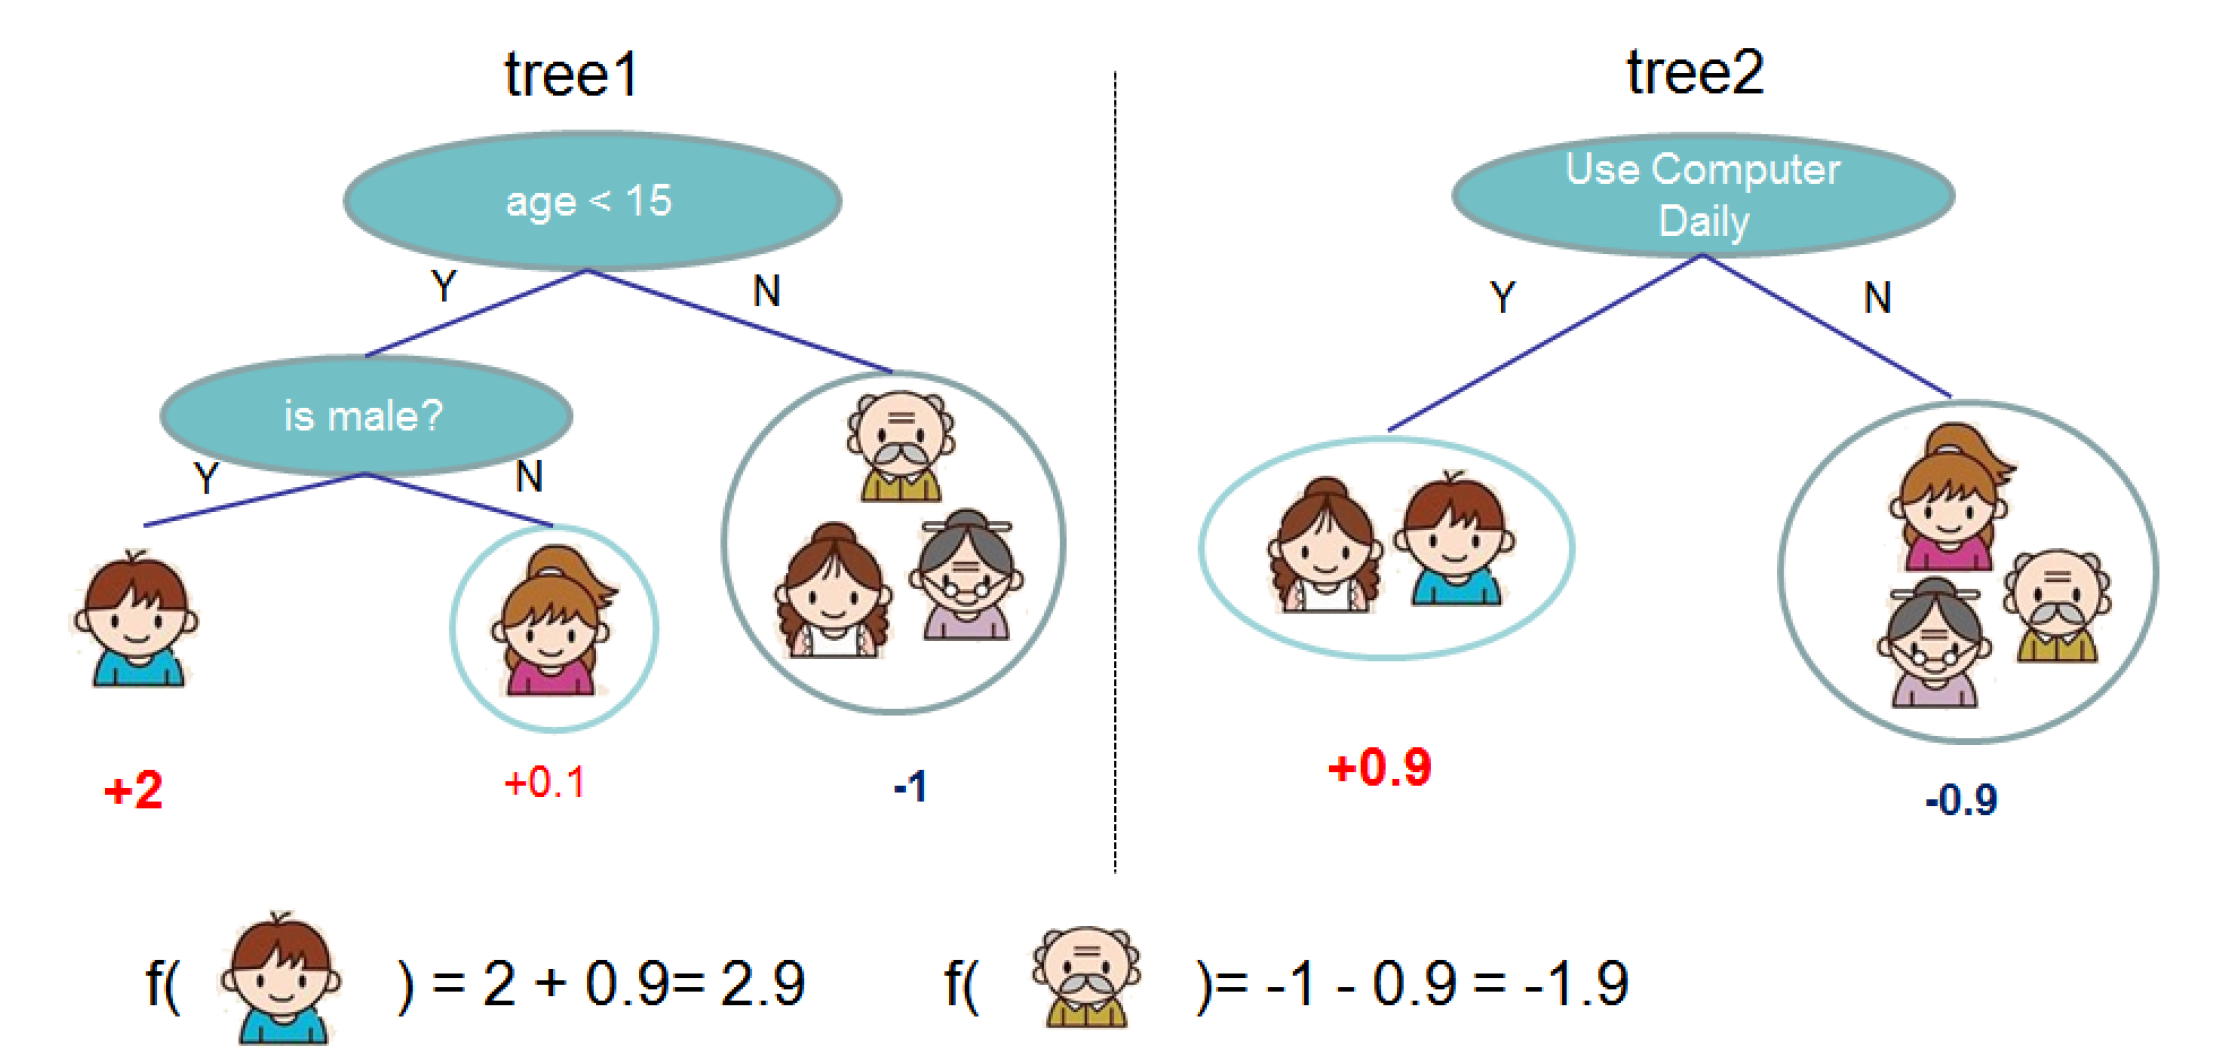 tree1
age < 15
Y
N
is male?
Y
N
+2
+0.1
-1
tree2
Use Computer
Daily
Y
N
+0.9
-0.9
f( ) = 2 + 0.9= 2.9
f( )= -1 - 0.9 = -1.9